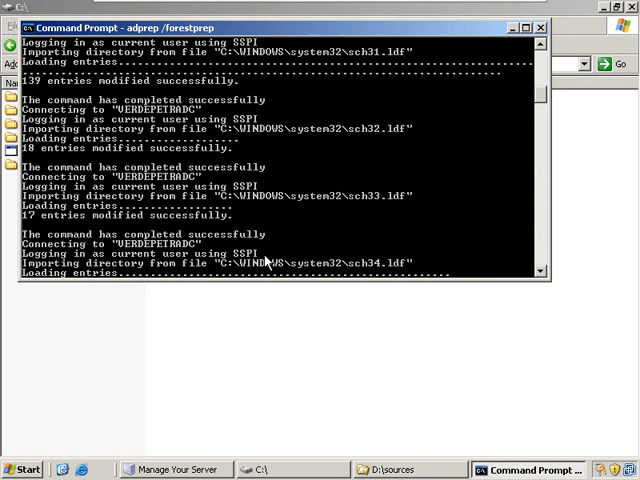 C:\
Command Prompt - adprep /forestprep
Logging in as current user using SSPI
Importing directory from file "C:\WINDOWS\system32\sch31.ldf"
Loading entries.....................................................
................................................................
139 entries modified successfully.
The command has completed successfully
Connecting to "VERDEPETRADC"
Logging in as current user using SSPI
Importing directory from file "C:\WINDOWS\system32\sch32.ldf"
Loading entries...................
18 entries modified successfully.
The command has completed successfully
Connecting to "VERDEPETRADC"
Logging in as current user using SSPI
Importing directory from file "C:\WINDOWS\system32\sch33.ldf"
Loading entries..................
17 entries modified successfully.
The command has completed successfully
Connecting to "VERDEPETRADC"
Logging in as current user using SSPI
Importing directory from file "C:\WINDOWS\system32\sch34.ldf"
Loading entries..........................................
Go
Start
Manage Your Server
C:\
D:\sources
Command Prompt ...